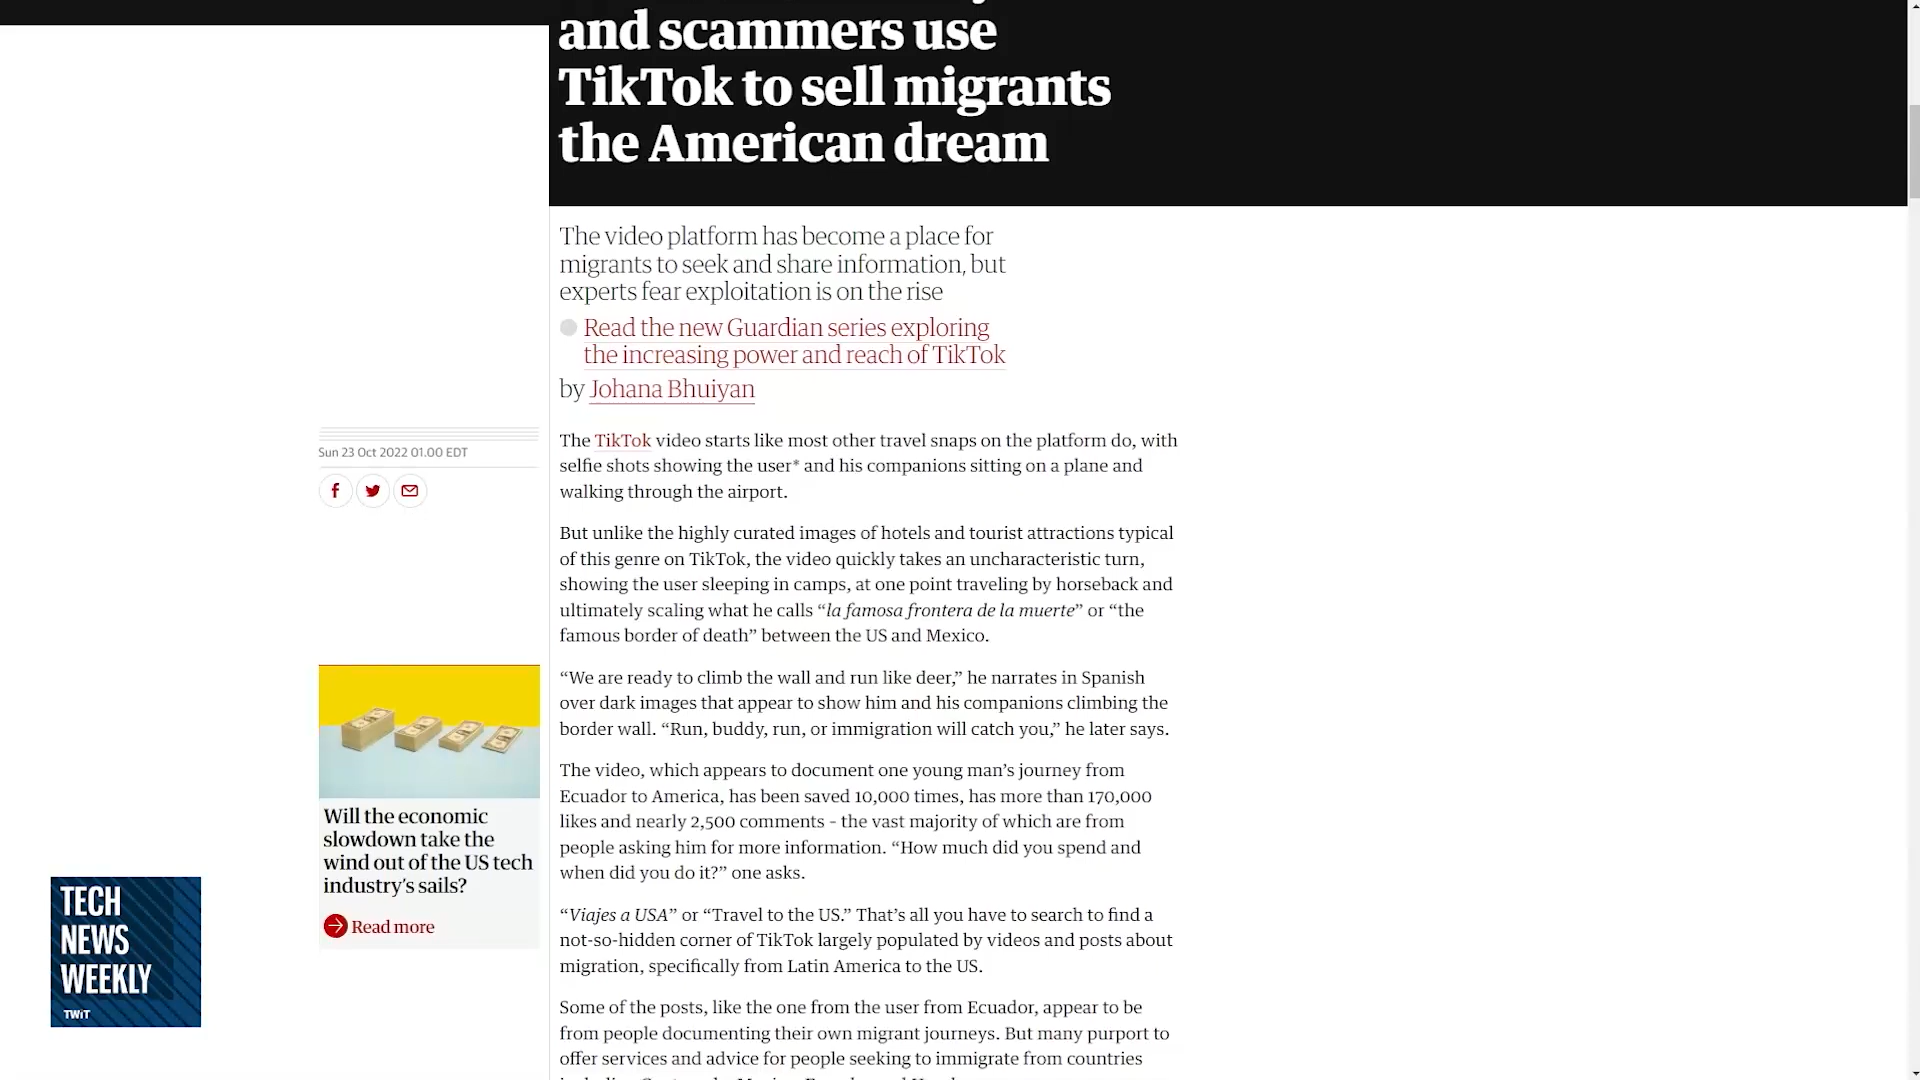 and scammers use
TikTok to sell migrants
the American dream
The video platform has become a place for
migrants to seek and share information, but
experts fear exploitation is on the rise
Read the new Guardian series exploring
the increasing power and reach of TikTok
by Johana Bhuiyan
Sun 23 Oct 2022 01.00 EDT
The TikTok video starts like most other travel snaps on the platform do, with
selfie shots showing the user* and his companions sitting on a plane and
walking through the airport.
But unlike the highly curated images of hotels and tourist attractions typical
of this genre on TikTok, the video quickly takes an uncharacteristic turn,
showing the user sleeping in camps, at one point traveling by horseback and
ultimately scaling what he calls “la famosa frontera de la muerte” or “the
famous border of death” between the US and Mexico.
“We are ready to climb the wall and run like deer,” he narrates in Spanish
over dark images that appear to show him and his companions climbing the
border wall. “Run, buddy, run, or immigration will catch you,” he later says.
The video, which appears to document one young man’s journey from
Ecuador to America, has been saved 10,000 times, has more than 170,000
likes and nearly 2,500 comments – the vast majority of which are from
people asking him for more information. “How much did you spend and
when did you do it?” one asks.
“Viajes a USA” or “Travel to the US.” That’s all you have to search to find a
not-so-hidden corner of TikTok largely populated by videos and posts about
migration, specifically from Latin America to the US.
Some of the posts, like the one from the user from Ecuador, appear to be
from people documenting their own migrant journeys. But many purport to
offer services and advice for people seeking to immigrate from countries
Will the economic
slowdown take the
wind out of the US tech
industry’s sails?
Read more
TECH
NEWS
WEEKLY
TWiT